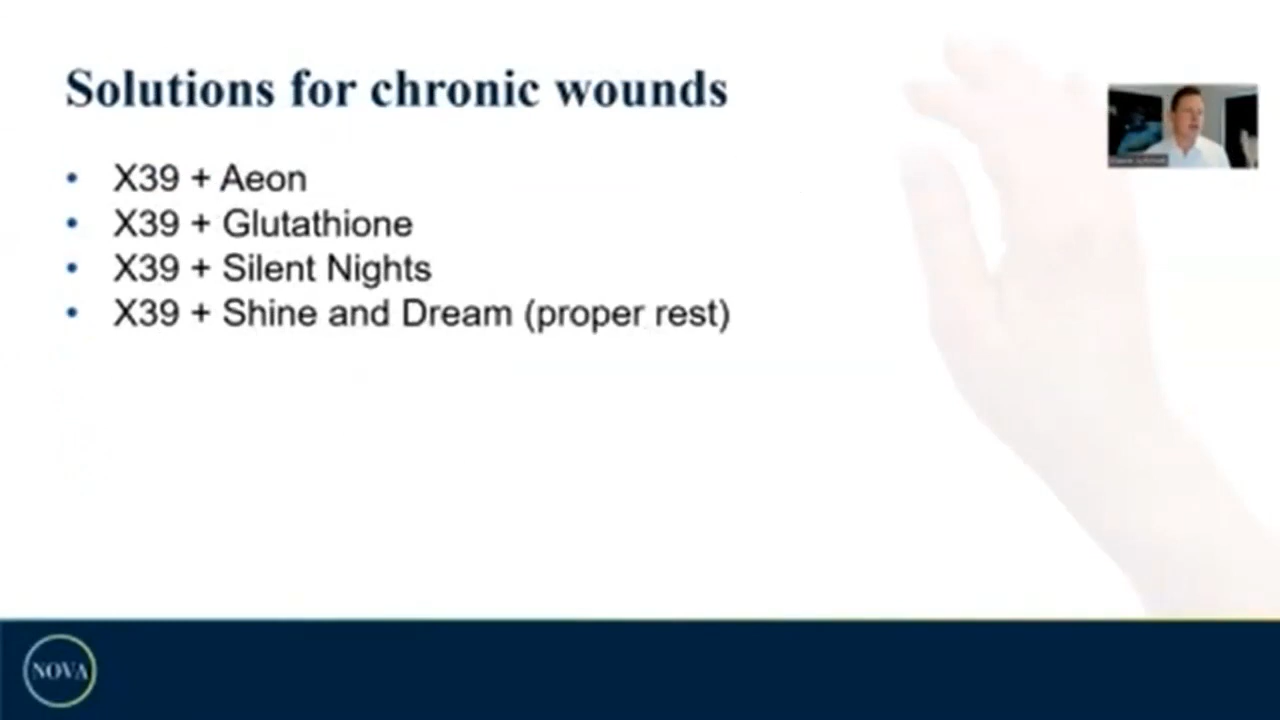 Solutions for chronic wounds
• X39 + Aeon
• X39 + Glutathione
• X39 + Silent Nights
• X39 + Shine and Dream (proper rest)
NOVA